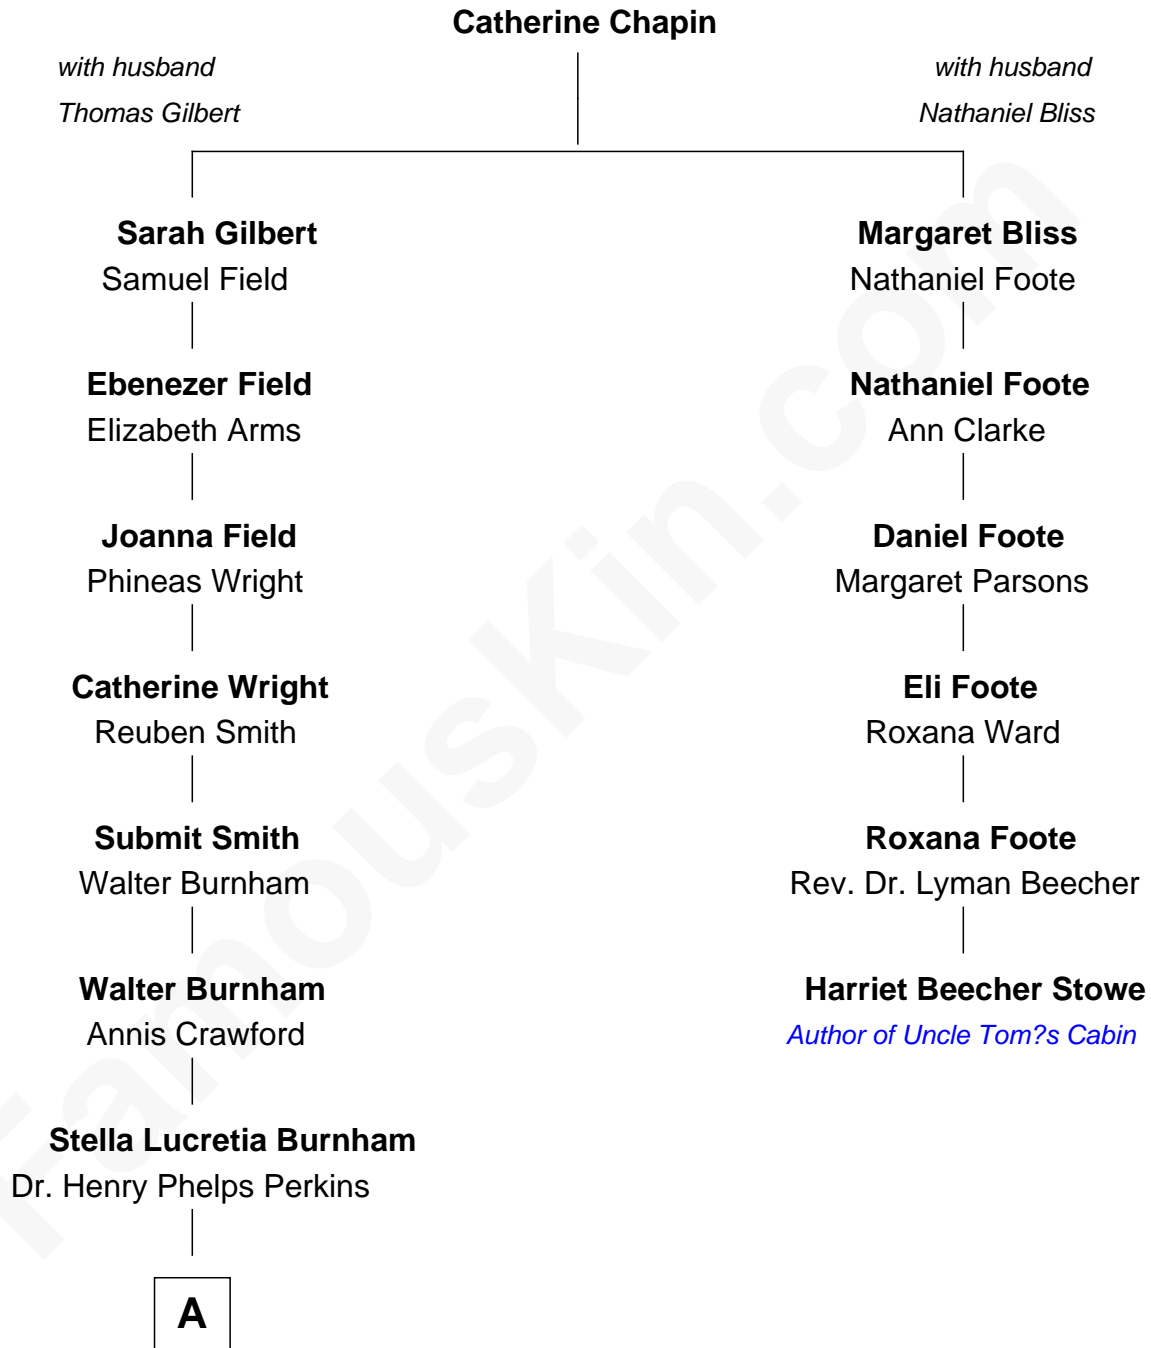 Catherine Chapin
with husband
Thomas Gilbert
with husband
Nathaniel Bliss
Sarah Gilbert
Samuel Field
Margaret Bliss
Nathaniel Foote
Ebenezer Field
Elizabeth Arms
Nathaniel Foote
Ann Clarke
Joanna Field
Phineas Wright
Daniel Foote
Margaret Parsons
Catherine Wright
Reuben Smith
Eli Foote
Roxana Ward
Submit Smith
Walter Burnham
Roxana Foote
Rev. Dr. Lyman Beecher
Walter Burnham
Annis Crawford
Harriet Beecher Stowe
Author of Uncle Tom?s Cabin
Stella Lucretia Burnham
Dr. Henry Phelps Perkins
A
FamousKin.com